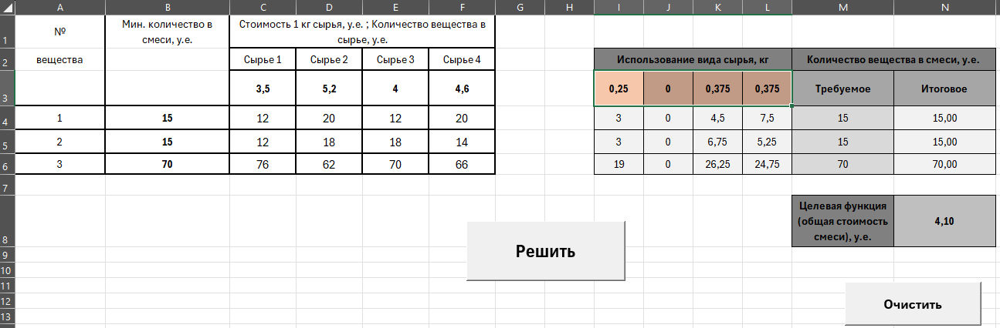 A B C D E F G H I J K L M N
1 № Мин. количество в Стоимость 1 кг сырья, у.е. ; Количество вещества в
смеси, у.е. сырье, у.е.
2 вещества Сырье 1 Сырье 2 Сырье 3 Сырье 4 Использование вида сырья, кг Количество вещества в смеси, у.е.
3 3,5 5,2 4 4,6 0,25 0 0,375 0,375 Требуемое Итоговое
4 1 15 12 20 12 20 3 0 4,5 7,5 15 15,00
5 2 15 12 18 18 14 3 0 6,75 5,25 15 15,00
6 3 70 76 62 70 66 19 0 26,25 24,75 70 70,00
7
Целевая функция
(общая стоимость 4,10
8 смеси), у.е.
Решить
9
10
11
12 Очистить
13